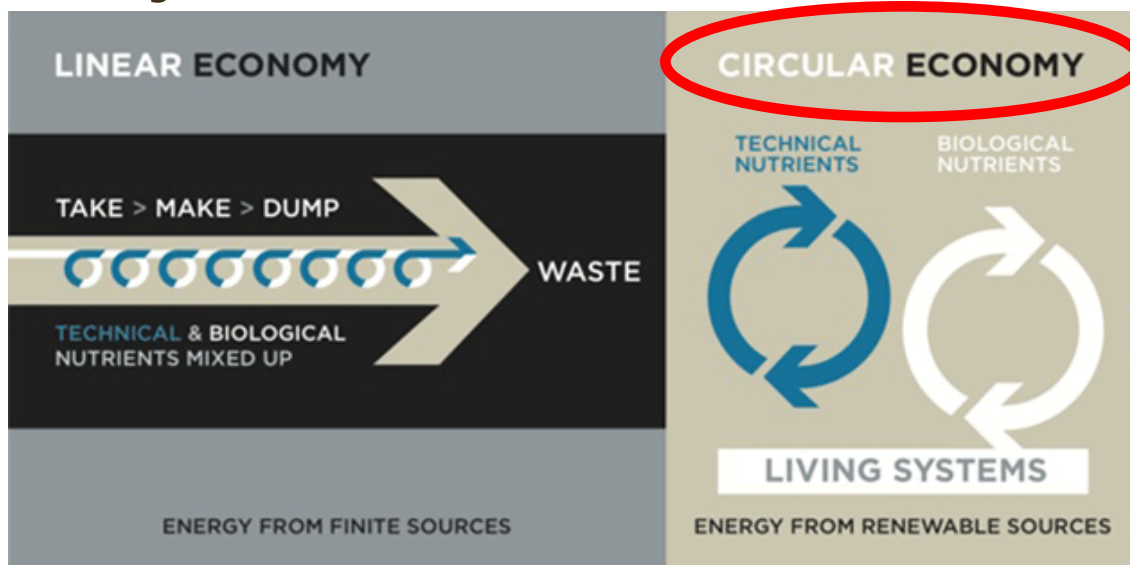 LINEAR ECONOMY
TAKE > MAKE > DUMP
WASTE
TECHNICAL & BIOLOGICAL
NUTRIENTS MIXED UP
ENERGY FROM FINITE SOURCES
CIRCULAR ECONOMY
TECHNICAL
NUTRIENTS
BIOLOGICAL
NUTRIENTS
LIVING SYSTEMS
ENERGY FROM RENEWABLE SOURCES